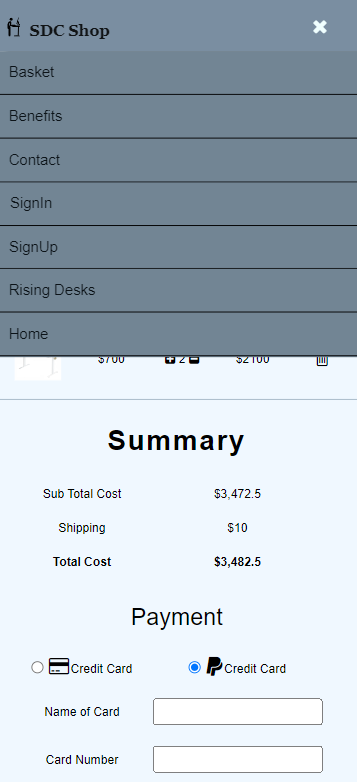 SDC Shop
Basket
Benefits
Contact
SignIn
SignUp
Rising Desks
Home
$700 2 $2100
Summary
Sub Total Cost $3,472.5
Shipping $10
Total Cost $3,482.5
Payment
Credit Card Credit Card
Name of Card
Card Number